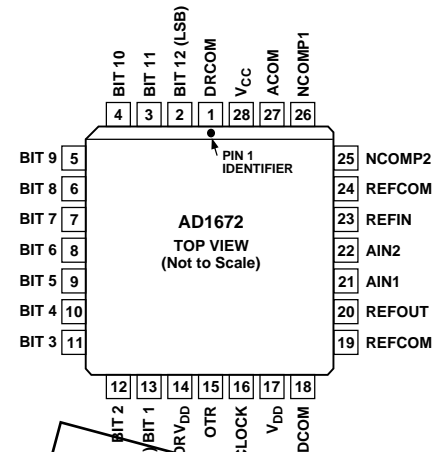 BIT 10
BIT 11
BIT 12 (LSB)
DRCOM
VCC
ACOM
NCOMP1
4 3 2 1 28 27 26
PIN 1
IDENTIFIER
BIT 9 5
BIT 8 6
BIT 7 7
BIT 6 8
BIT 5 9
BIT 4 10
BIT 3 11
AD1672
TOP VIEW
(Not to Scale)
25 NCOMP2
24 REFCOM
23 REFIN
22 AIN2
21 AIN1
20 REFOUT
19 REFCOM
12 13 14 15 16 17 18
BIT 2
) BIT 1
DRVDD
OTR
CLOCK
VDD
DCOM